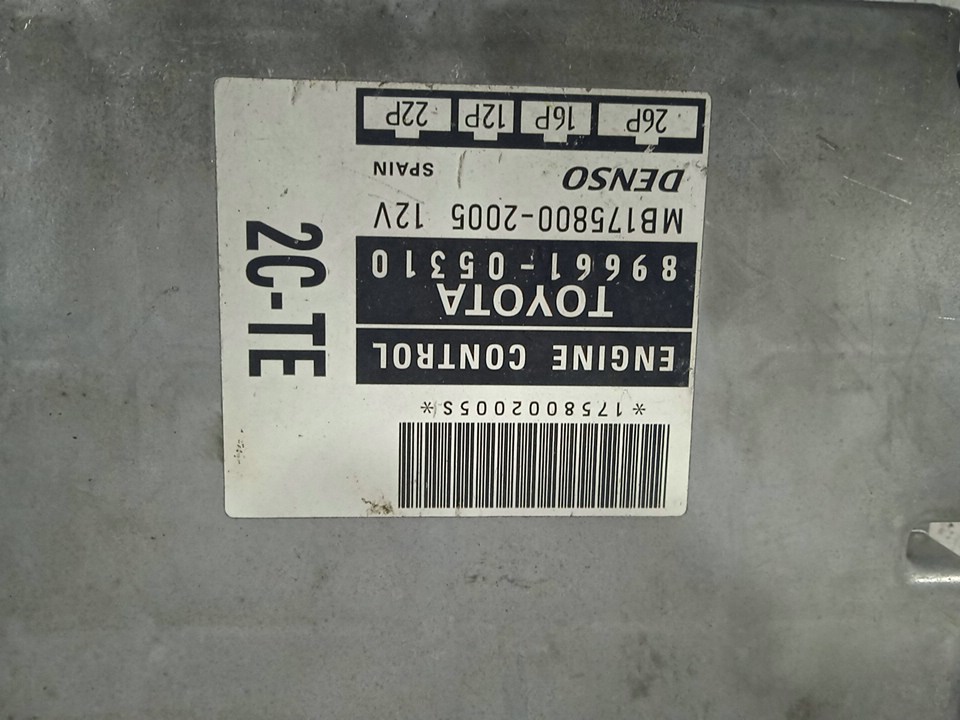 *1758002005S*
ENGINE CONTROL
TOYOTA
89661-05310
MB175800-2005 12V
DENSO SPAIN
26P 16P 12P 22P
2C-TE